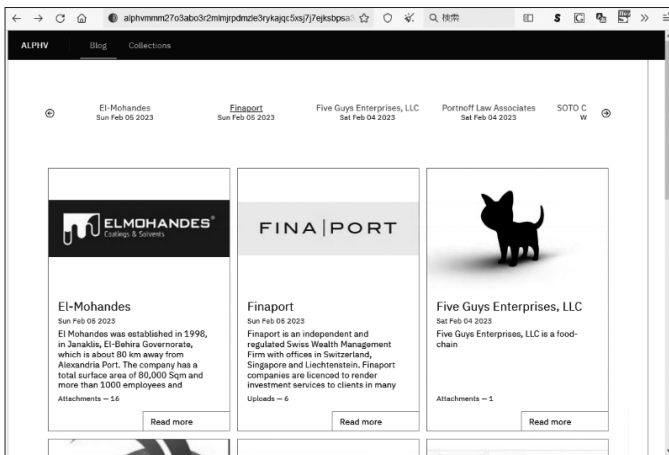 検索
ALPHV Blog Collections
El-Mohandes
Sun Feb 05 2023
Finaport
Sun Feb 05 2023
Five Guys Enterprises, LLC
Sat Feb 04 2023
Portnoff Law Associates
Sat Feb 04 2023
SOTO C
W
ELMOHANDES®
Coatings & Solvents
FINA|PORT
El-Mohandes
Sun Feb 05 2023
El Mohandes was established in 1998,
in Janaklis, El-Behira Governorate,
which is about 80 km away from
Alexandria Port. The company has a
total surface area of 80,000 Sqm and
more than 1000 employees and
Attachments — 16
Read more
Finaport
Sun Feb 05 2023
Finaport is an independent and
regulated Swiss Wealth Management
Firm with offices in Switzerland,
Singapore and Liechtenstein. Finaport
companies are licenced to render
investment services to clients in many
Uploads — 6
Read more
Five Guys Enterprises, LLC
Sat Feb 04 2023
Five Guys Enterprises, LLC is a food-
chain
Attachments — 1
Read more